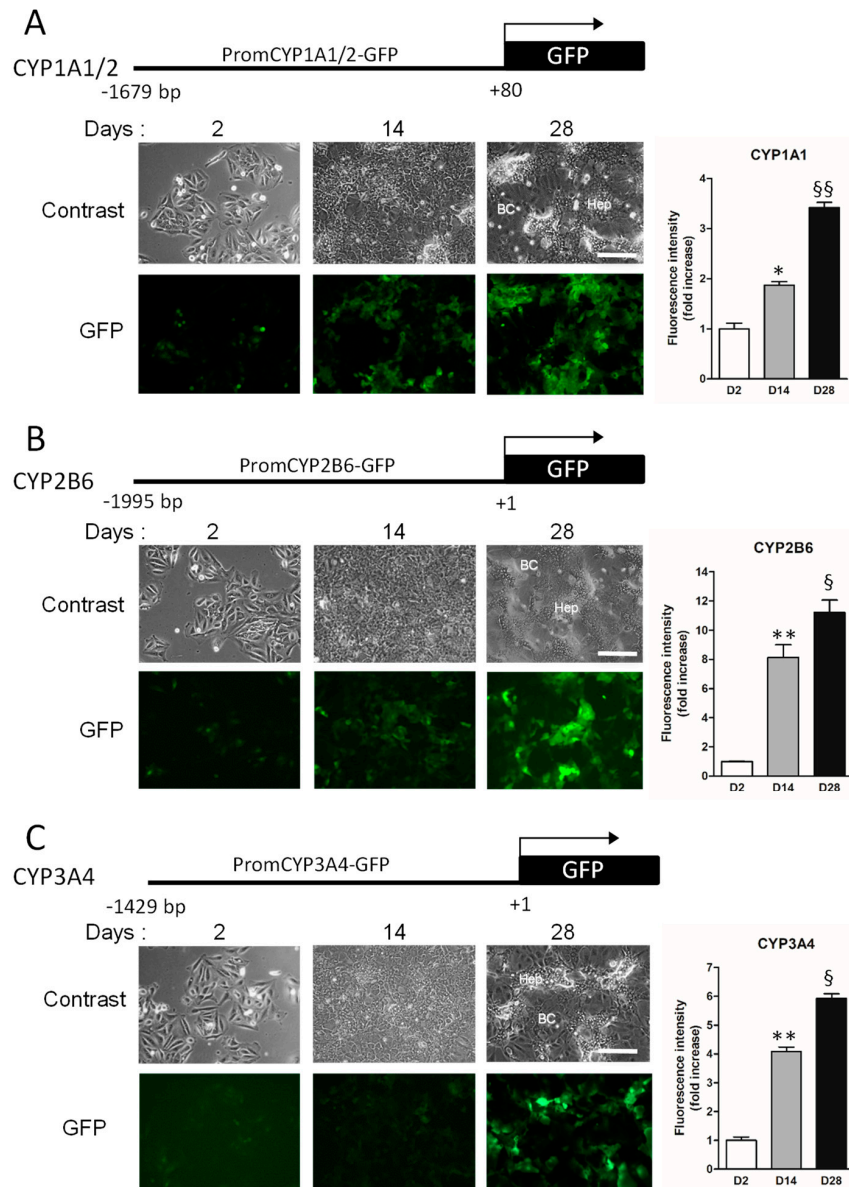 A
CYP1A1/2
PromCYP1A1/2-GFP
GFP
-1679 bp
+80
Days :
2
14
28
Contrast
BC
Hep
GFP
CYP1A1
Fluorescence intensity
(fold increase)
4
3
2
1
0
*
§§
D2
D14
D28
B
CYP2B6
PromCYP2B6-GFP
GFP
-1995 bp
+1
Days :
2
14
28
Contrast
BC
Hep
GFP
CYP2B6
Fluorescence intensity
(fold increase)
14
12
10
8
6
4
2
0
**
§
D2
D14
D28
C
CYP3A4
PromCYP3A4-GFP
GFP
-1429 bp
+1
Days :
2
14
28
Contrast
Hep
BC
GFP
CYP3A4
Fluorescence intensity
(fold increase)
7
6
5
4
3
2
1
0
**
§
D2
D14
D28